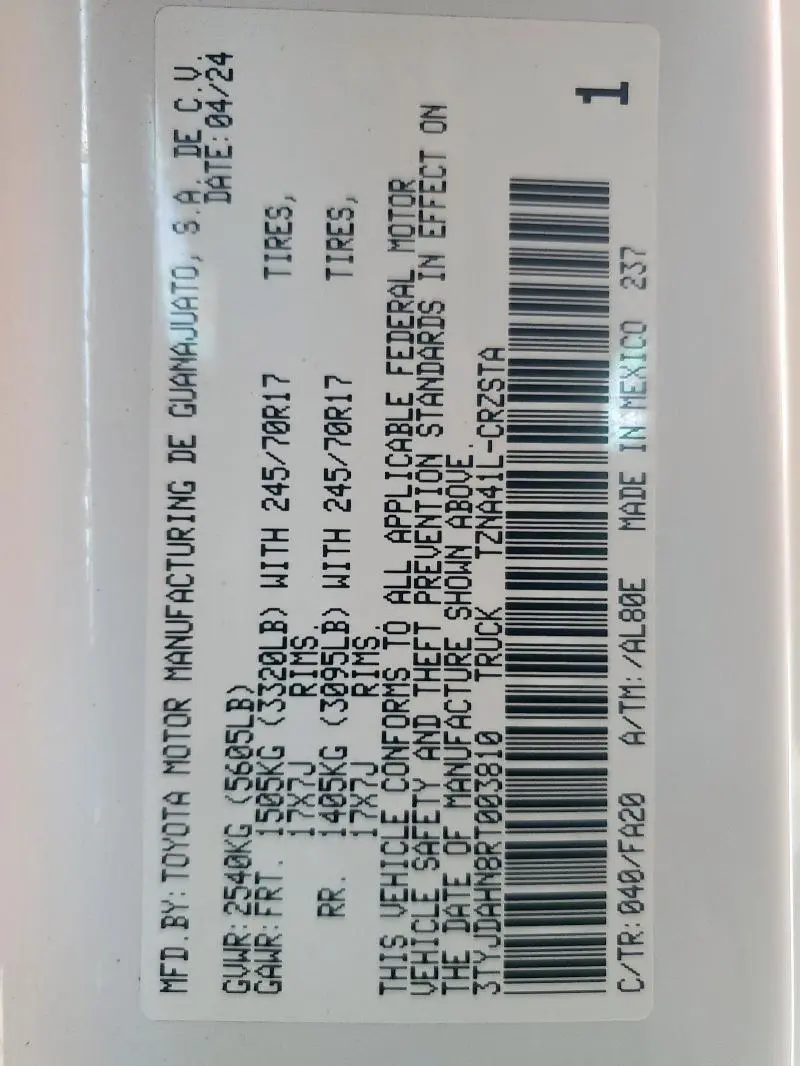 MFD.BY: TOYOTA MOTOR MANUFACTURING DE GUANAJUATO, S.A. DE C.V.
DATE: 04/24
GVWR: 2540KG (5605LB)
GAWR: FRT. 1505KG (3320LB) WITH 245/70R17 TIRES,
17X7J RIMS.
RR. 1405KG (3095LB) WITH 245/70R17 TIRES,
17X7J RIMS.
THIS VEHICLE CONFORMS TO ALL APPLICABLE FEDERAL MOTOR
VEHICLE SAFETY AND THEFT PREVENTION STANDARDS IN EFFECT ON
THE DATE OF MANUFACTURE SHOWN ABOVE.
3TYJDAHN8RT003810 TRUCK TZNA41L-CRZSTA
1
C/TR: 040/FA20 A/TM: /AL80E MADE IN MEXICO 237